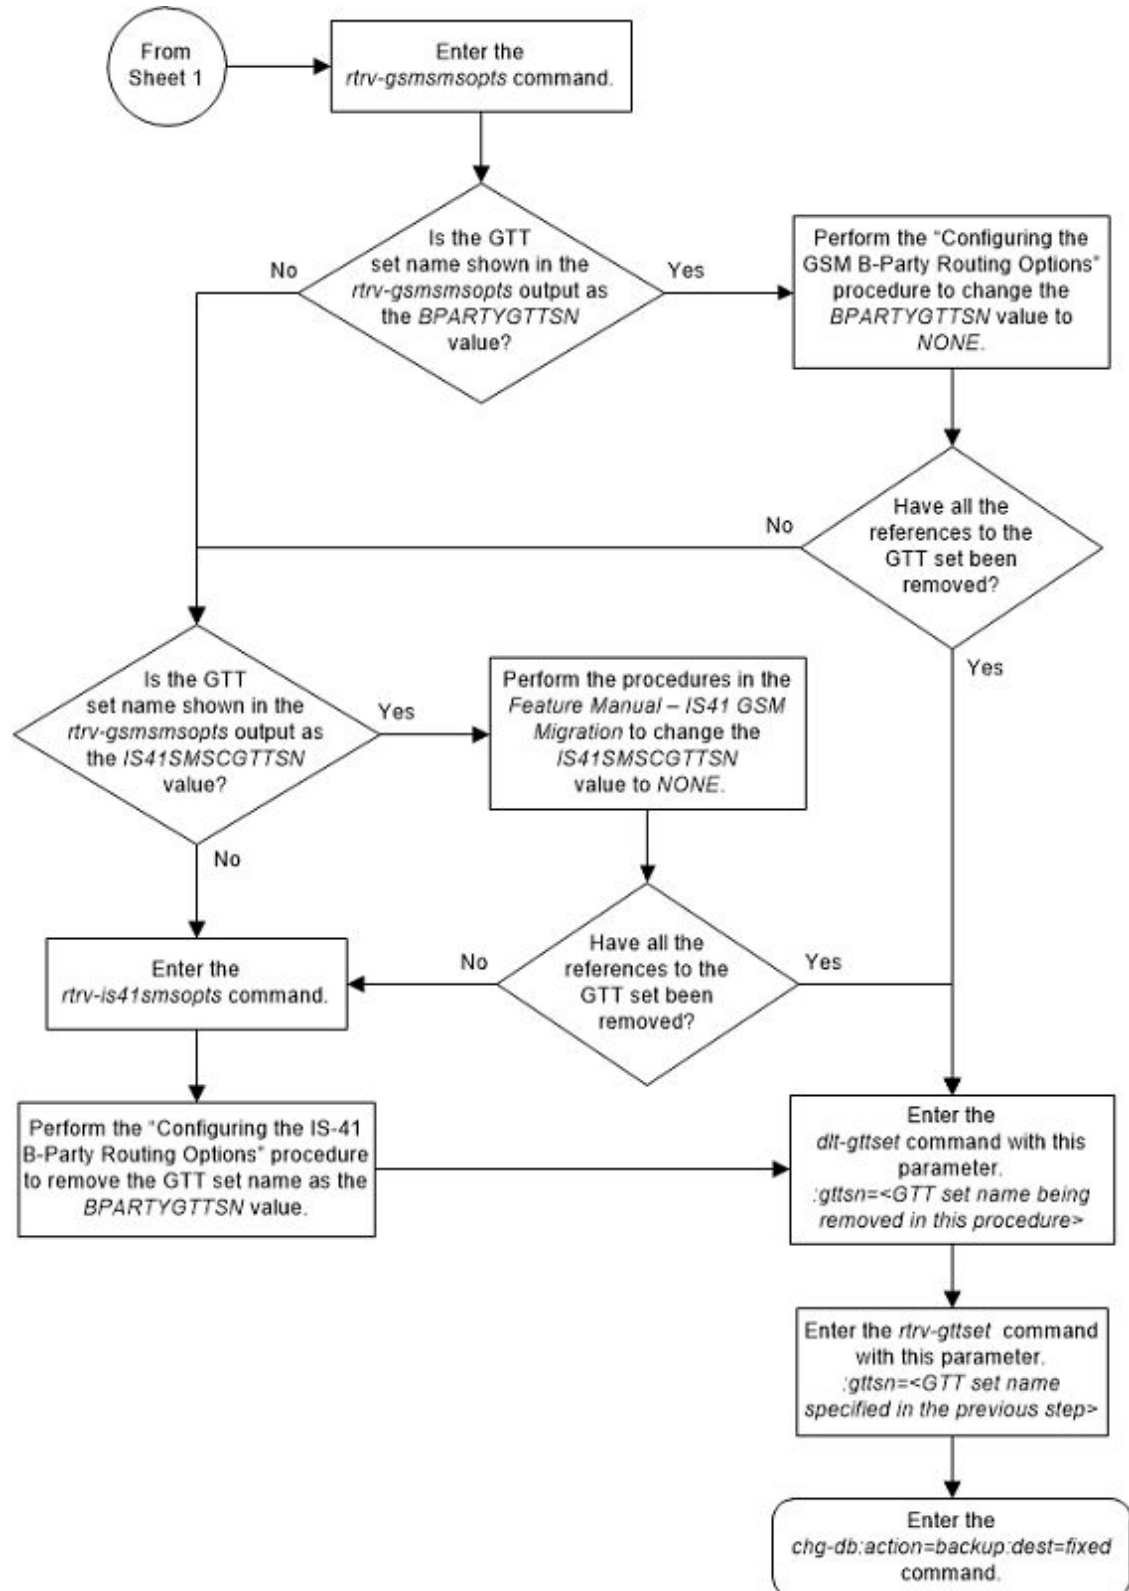 From
Sheet 1
Enter the
rtrv-gsmsmsopts command.
Is the GTT
set name shown in the
rtrv-gsmsmsopts output as
the BPARTYGTTSN
value?
No
Yes
Perform the “Configuring the
GSM B-Party Routing Options”
procedure to change the
BPARTYGTTSN value to
NONE.
Have all the
references to the
GTT set been
removed?
No
Yes
Is the GTT
set name shown in the
rtrv-gsmsmsopts output as
the IS41SMSCGTTSN
value?
Yes
No
Perform the procedures in the
Feature Manual – IS41 GSM
Migration to change the
IS41SMSCGTTSN
value to NONE.
Have all the
references to the
GTT set been
removed?
No
Yes
Enter the
rtrv-is41smsopts command.
Perform the “Configuring the IS-41
B-Party Routing Options” procedure
to remove the GTT set name as the
BPARTYGTTSN value.
Enter the
dlt-gttset command with this
parameter.
:gttsn=<GTT set name being
removed in this procedure>
Enter the rtrv-gttset command
with this parameter.
:gttsn=<GTT set name
specified in the previous step>
Enter the
chg-db:action=backup:dest=fixed
command.